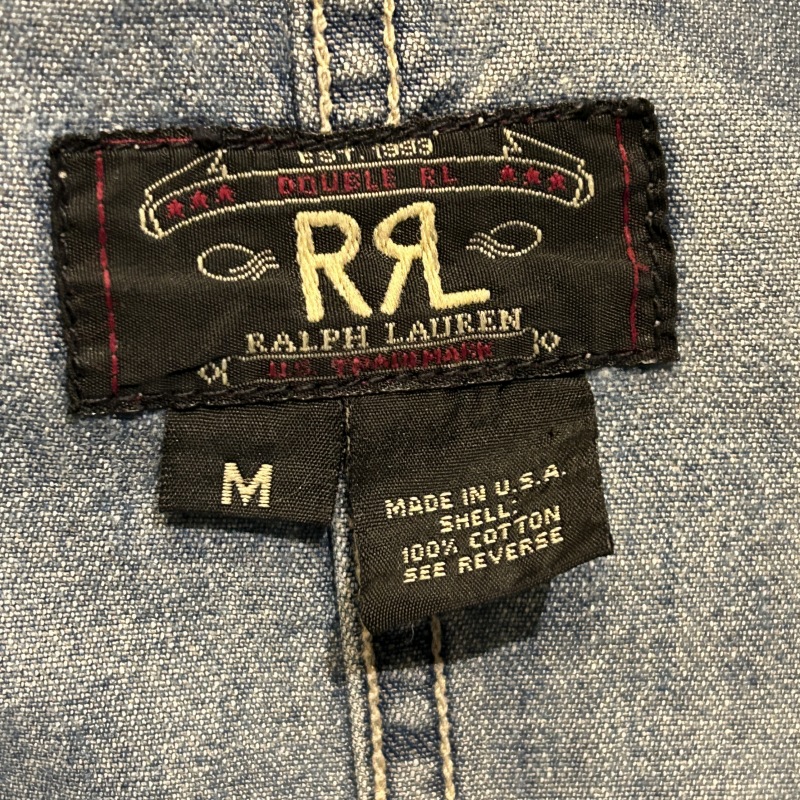 EST. 1993
★★★ DOUBLE RL ★★★
RRL
RALPH LAUREN
U.S. TRADEMARK
M
MADE IN U.S.A.
SHELL:
100% COTTON
SEE REVERSE